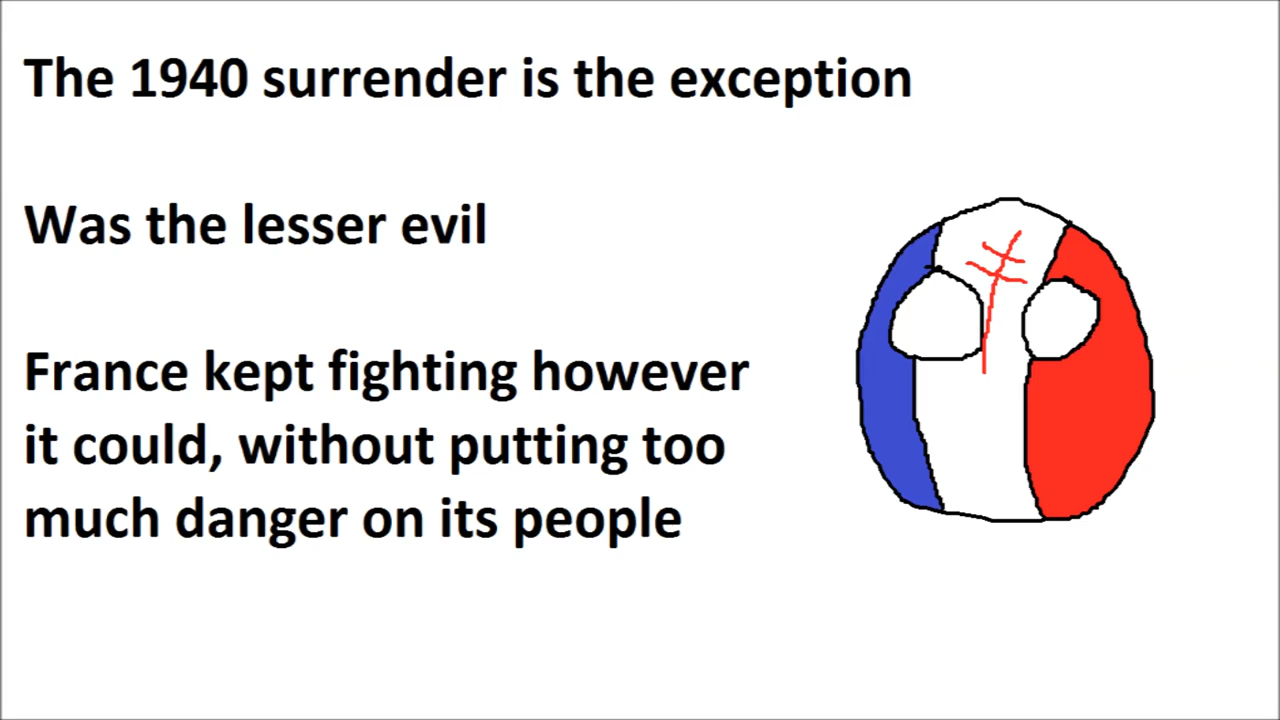 The 1940 surrender is the exception
Was the lesser evil
France kept fighting however
it could, without putting too
much danger on its people